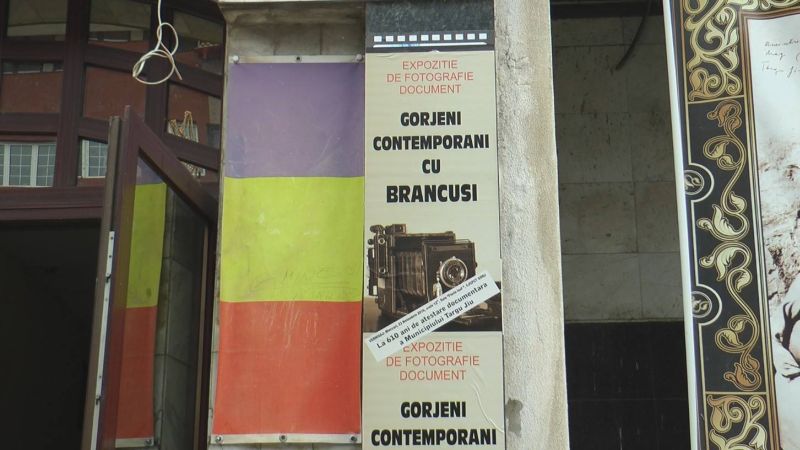 EXPOZITIE
DE FOTOGRAFIE
DOCUMENT
GORJENI
CONTEMPORANI
CU
BRANCUSI
La 610 ani de atestare documentara
a Municipiului Targu Jiu
EXPOZITIE
DE FOTOGRAFIE
DOCUMENT
GORJENI
CONTEMPORANI